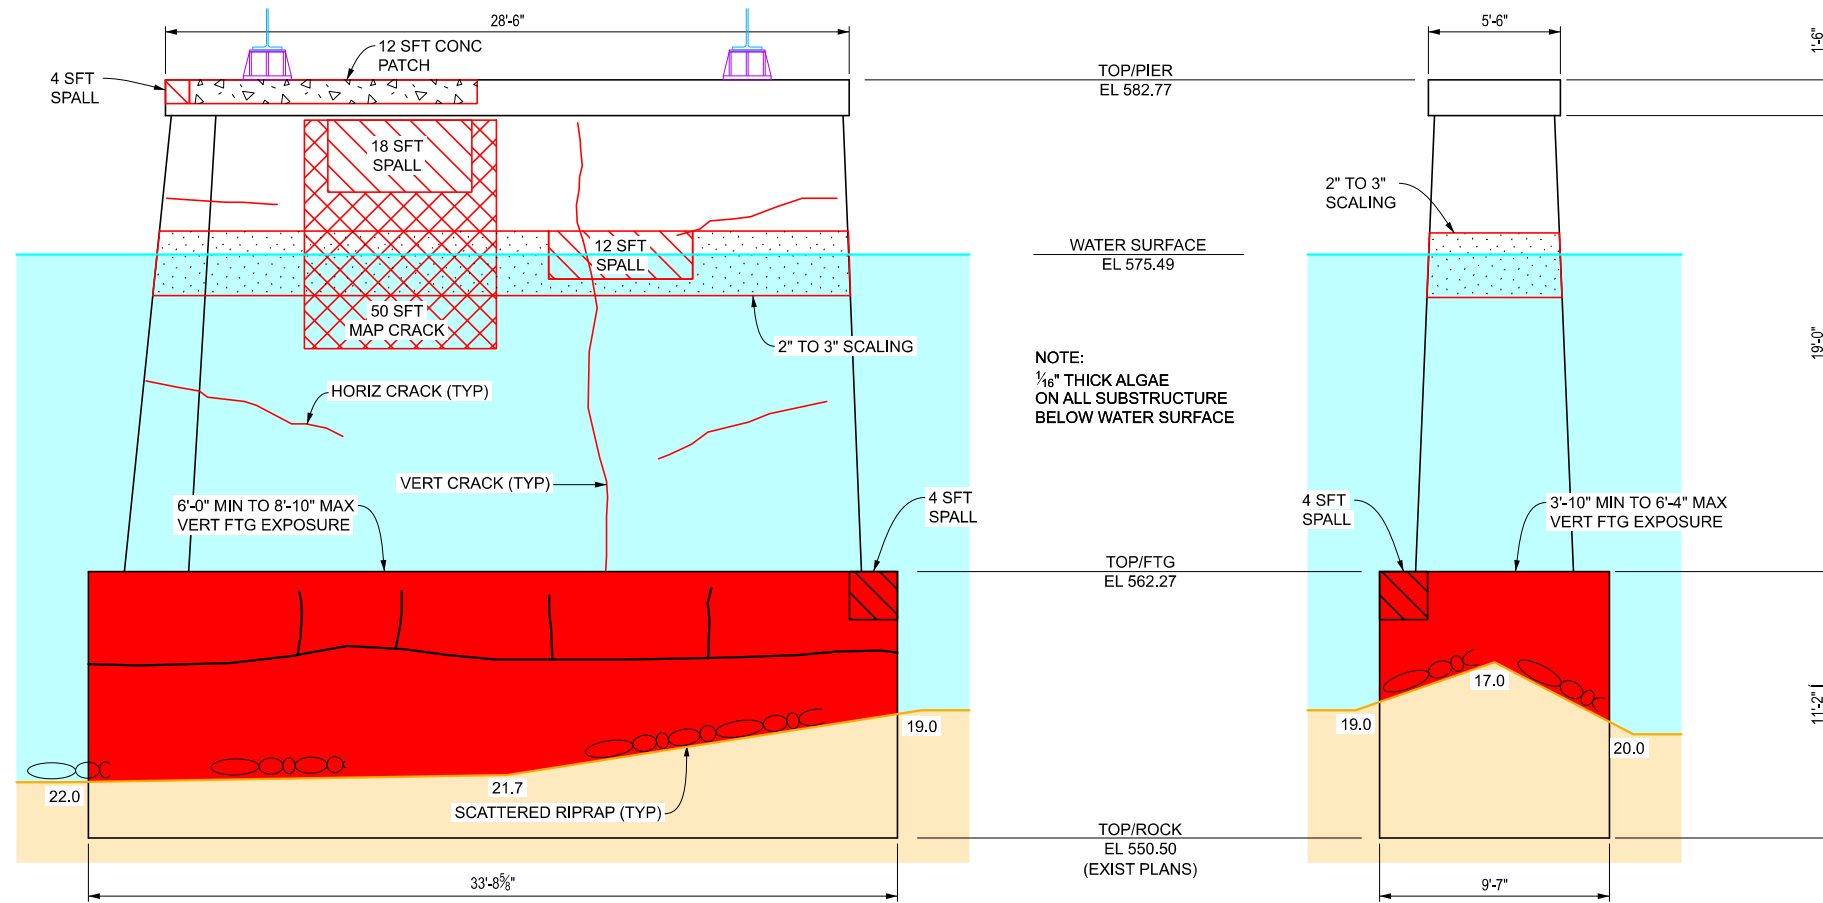 28'-6"
5'-6"
1'-6"
12 SFT CONC
PATCH
4 SFT
SPALL
TOP/PIER
EL 582.77
18 SFT
SPALL
2" TO 3"
SCALING
12 SFT
SPALL
WATER SURFACE
EL 575.49
50 SFT
MAP CRACK
2" TO 3" SCALING
19'-0"
NOTE:
1/16" THICK ALGAE
ON ALL SUBSTRUCTURE
BELOW WATER SURFACE
HORIZ CRACK (TYP)
VERT CRACK (TYP)
6'-0" MIN TO 8'-10" MAX
VERT FTG EXPOSURE
4 SFT
SPALL
4 SFT
SPALL
3'-10" MIN TO 6'-4" MAX
VERT FTG EXPOSURE
TOP/FTG
EL 562.27
17.0
11'-2"
19.0
19.0
20.0
22.0
21.7
SCATTERED RIPRAP (TYP)
TOP/ROCK
EL 550.50
(EXIST PLANS)
33'-8⅝"
9'-7"